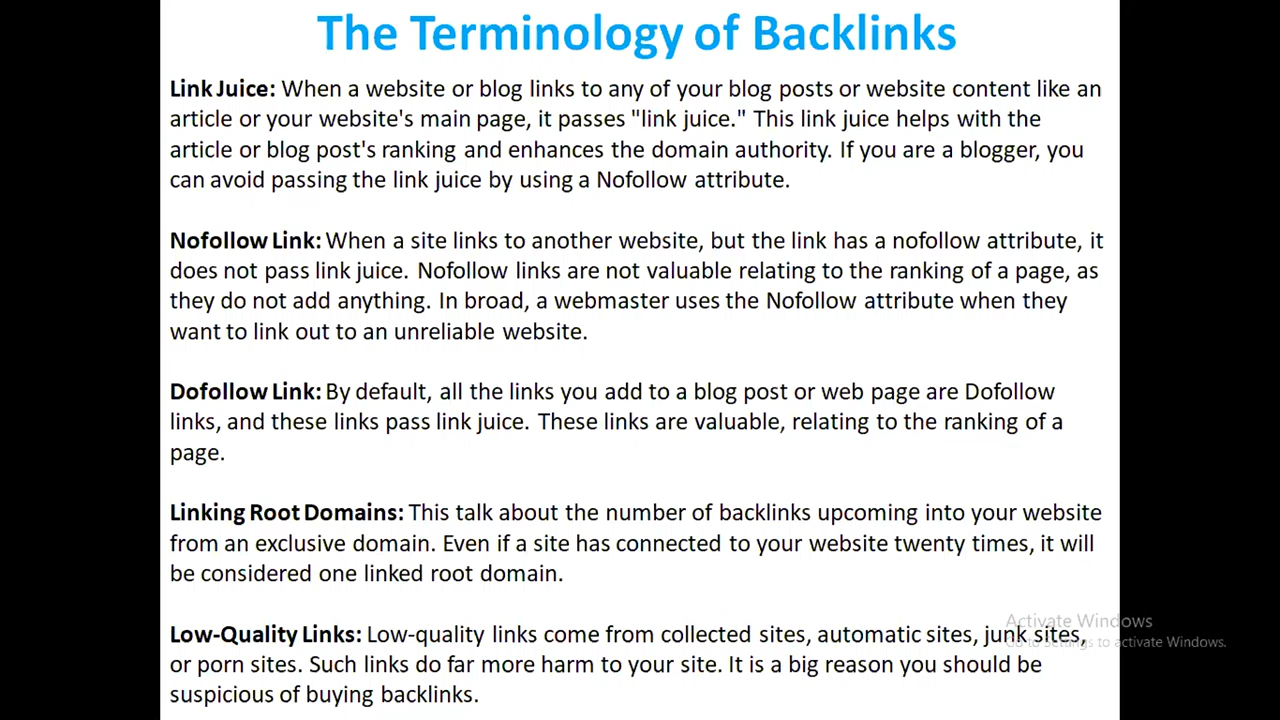 The Terminology of Backlinks
Link Juice: When a website or blog links to any of your blog posts or website content like an
article or your website's main page, it passes "link juice." This link juice helps with the
article or blog post's ranking and enhances the domain authority. If you are a blogger, you
can avoid passing the link juice by using a Nofollow attribute.
Nofollow Link: When a site links to another website, but the link has a nofollow attribute, it
does not pass link juice. Nofollow links are not valuable relating to the ranking of a page, as
they do not add anything. In broad, a webmaster uses the Nofollow attribute when they
want to link out to an unreliable website.
Dofollow Link: By default, all the links you add to a blog post or web page are Dofollow
links, and these links pass link juice. These links are valuable, relating to the ranking of a
page.
Linking Root Domains: This talk about the number of backlinks upcoming into your website
from an exclusive domain. Even if a site has connected to your website twenty times, it will
be considered one linked root domain.
Low-Quality Links: Low-quality links come from collected sites, automatic sites, junk sites,
or porn sites. Such links do far more harm to your site. It is a big reason you should be
suspicious of buying backlinks.
Activate Windows
Go to Settings to activate Windows.